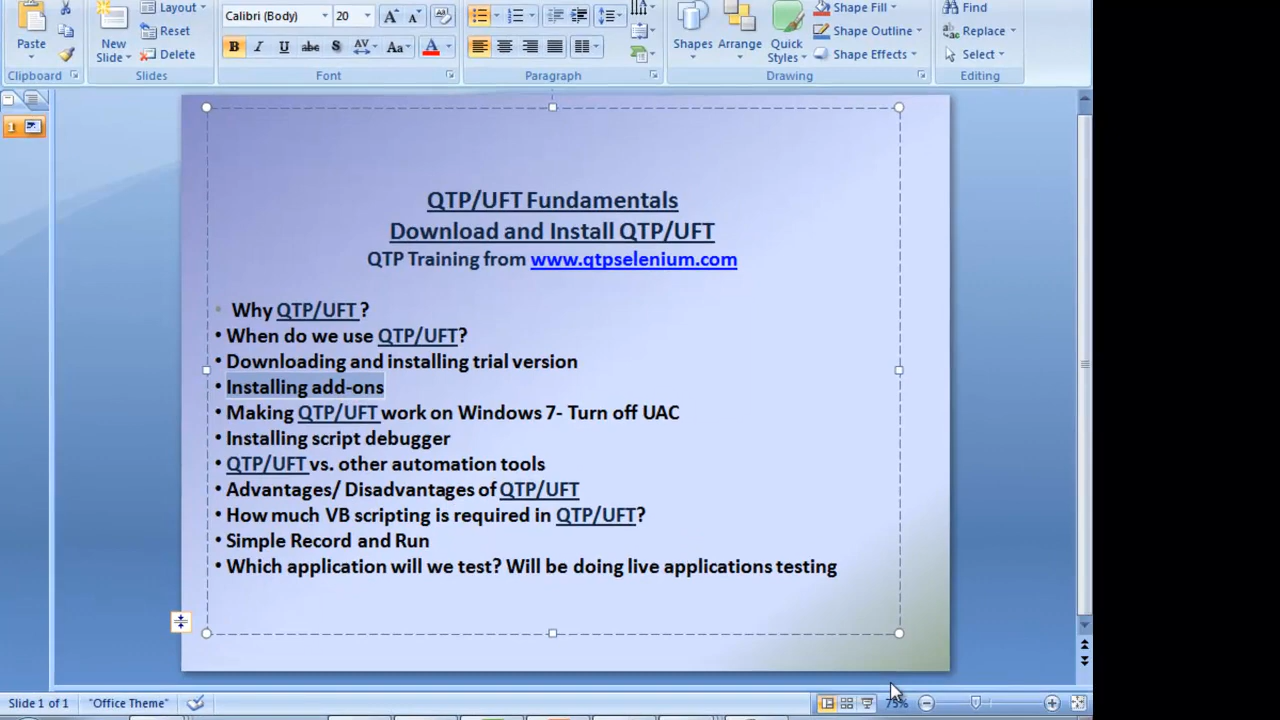 Layout
Calibri (Body) 20
Find
Shape Fill
Reset
Replace
Paste
New
Slide
Delete
B I U abc S AV Aa A
Shapes Arrange Quick
Styles
Shape Outline
Shape Effects
Select
Clipboard Slides Font Paragraph Drawing Editing
1
QTP/UFT Fundamentals
Download and Install QTP/UFT
QTP Training from www.qtpselenium.com
• Why QTP/UFT ?
• When do we use QTP/UFT?
• Downloading and installing trial version
• Installing add-ons
• Making QTP/UFT work on Windows 7- Turn off UAC
• Installing script debugger
• QTP/UFT vs. other automation tools
• Advantages/ Disadvantages of QTP/UFT
• How much VB scripting is required in QTP/UFT?
• Simple Record and Run
• Which application will we test? Will be doing live applications testing
Slide 1 of 1 "Office Theme" 75%